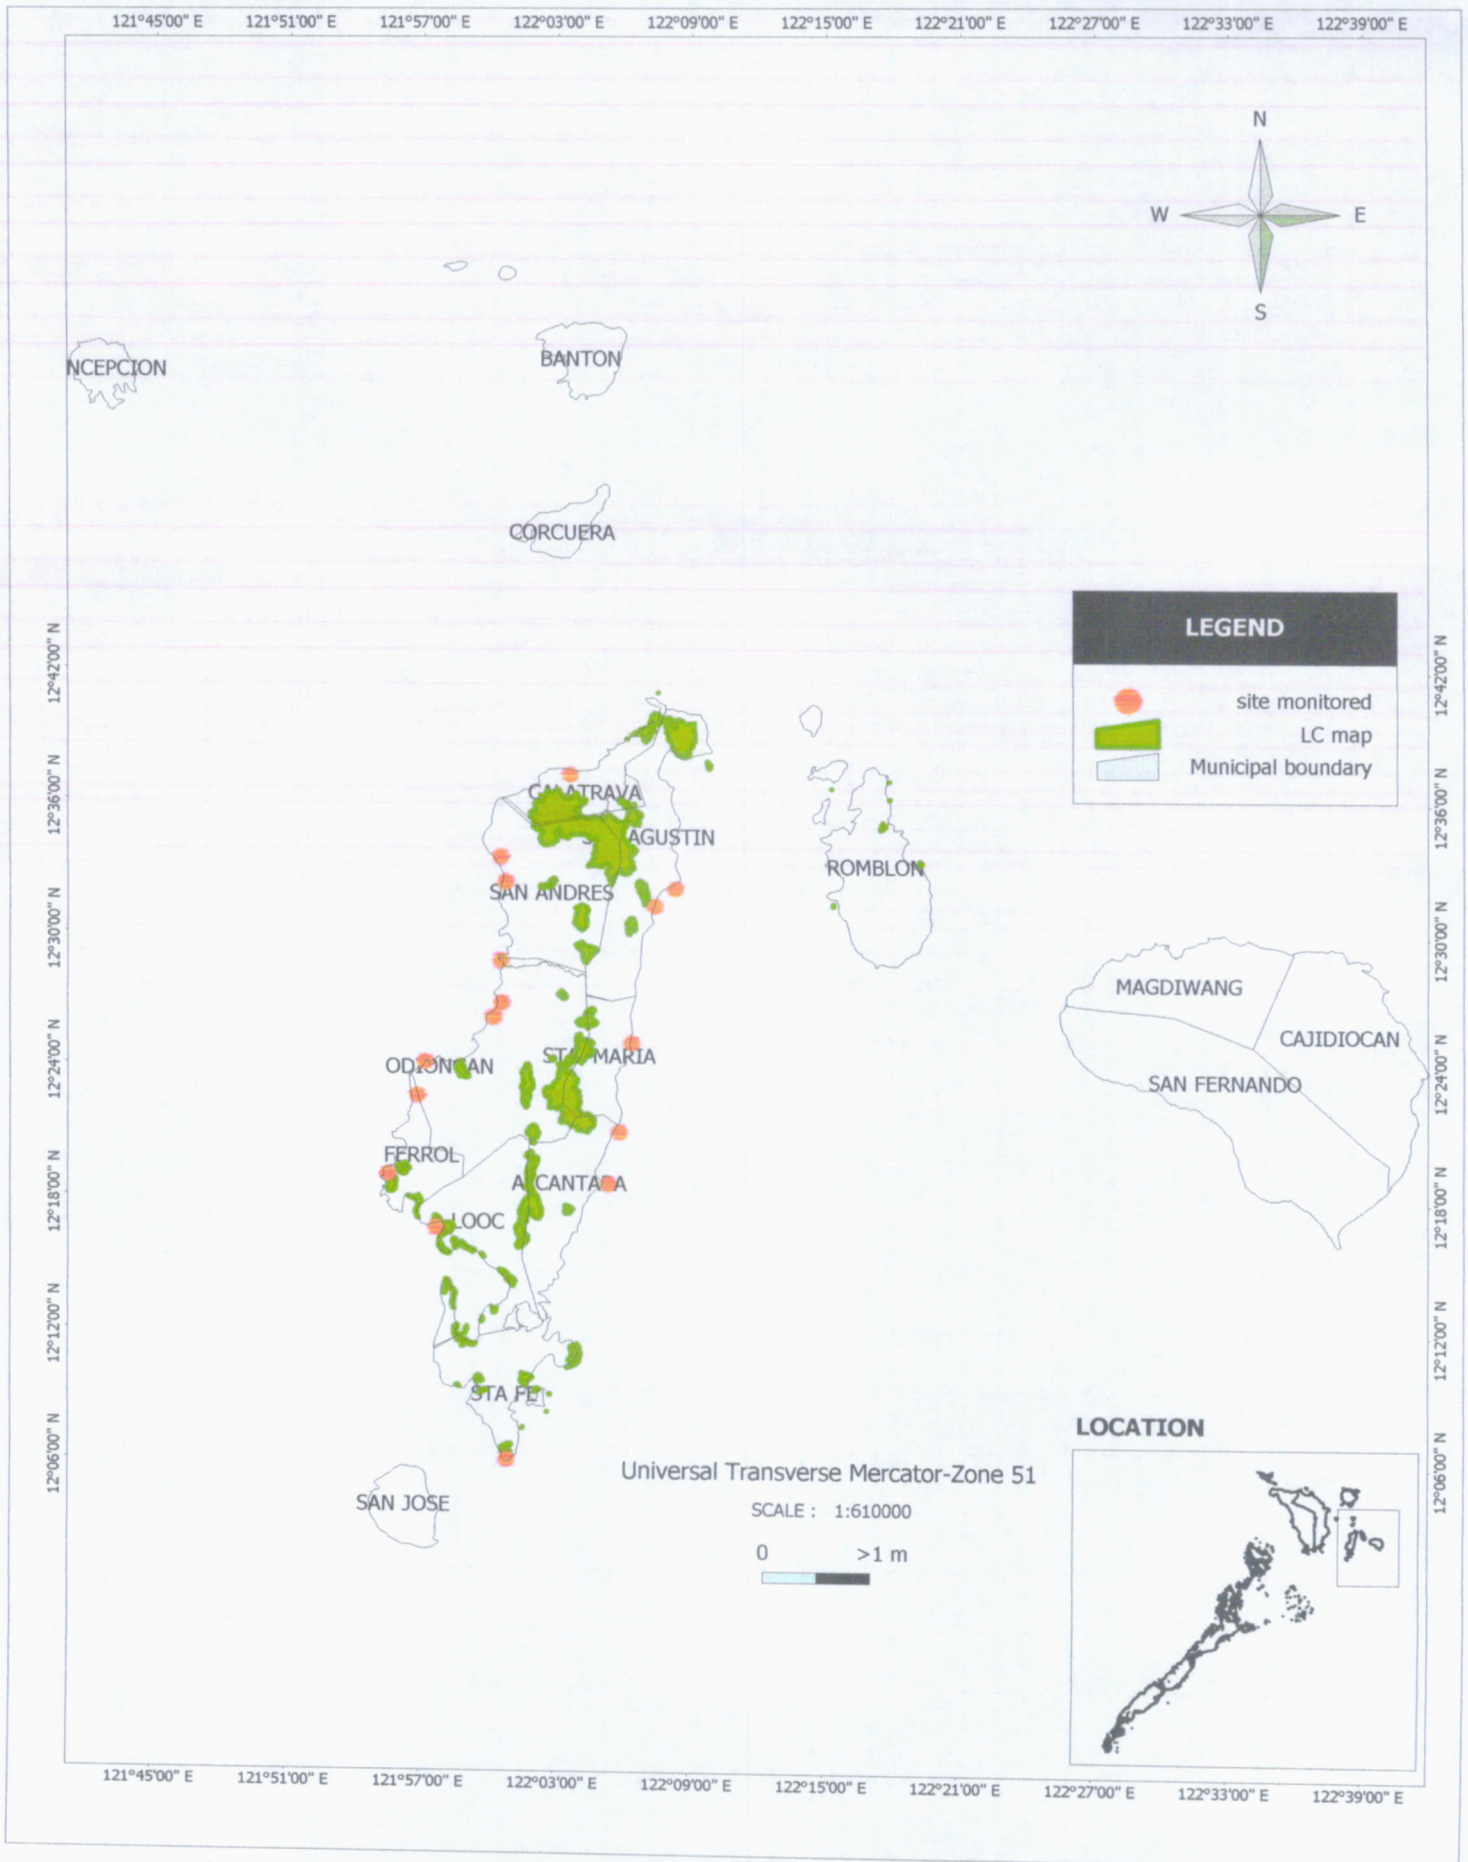 121°45'00" E 121°51'00" E 121°57'00" E 122°03'00" E 122°09'00" E 122°15'00" E 122°21'00" E 122°27'00" E 122°33'00" E 122°39'00" E
N
W E
S
NCEPCION
BANTON
CORCUERA
LEGEND
site monitored
LC map
Municipal boundary
12°42'00" N
12°36'00" N
12°30'00" N
12°24'00" N
12°18'00" N
12°12'00" N
12°06'00" N
12°42'00" N
12°36'00" N
12°30'00" N
12°24'00" N
12°18'00" N
12°12'00" N
12°06'00" N
CALATRAVA
AGUSTIN
ROMBLON
SAN ANDRES
MAGDIWANG
CAJIDIOCAN
SAN FERNANDO
STA MARIA
ODIONGAN
FERROL
ALCANTARA
LOOC
STA FE
SAN JOSE
LOCATION
Universal Transverse Mercator-Zone 51
SCALE : 1:610000
0 >1 m
121°45'00" E 121°51'00" E 121°57'00" E 122°03'00" E 122°09'00" E 122°15'00" E 122°21'00" E 122°27'00" E 122°33'00" E 122°39'00" E